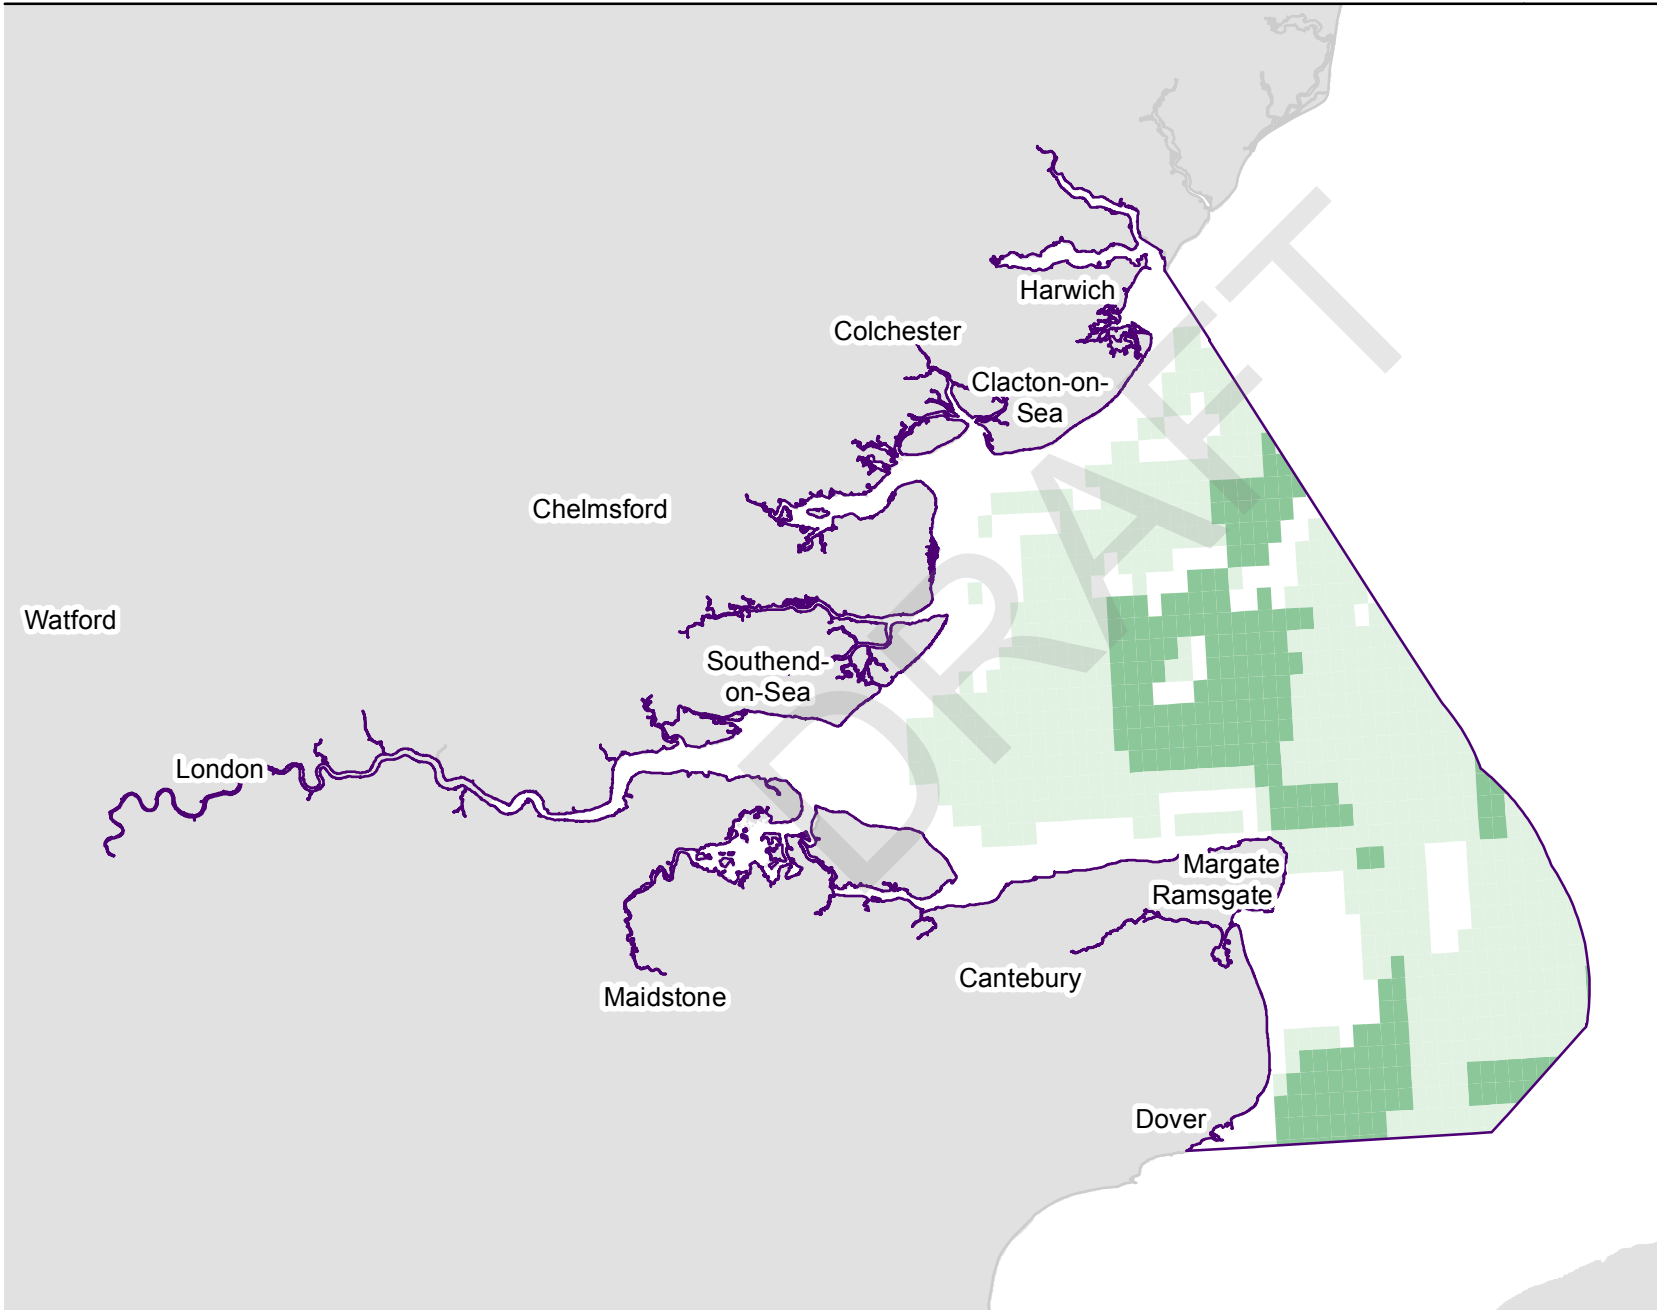 Harwich
Colchester
Clacton-on-
Sea
Chelmsford
Watford
Southend-
on-Sea
London
Margate
Ramsgate
Cantebury
Maidstone
Dover
DRAFT